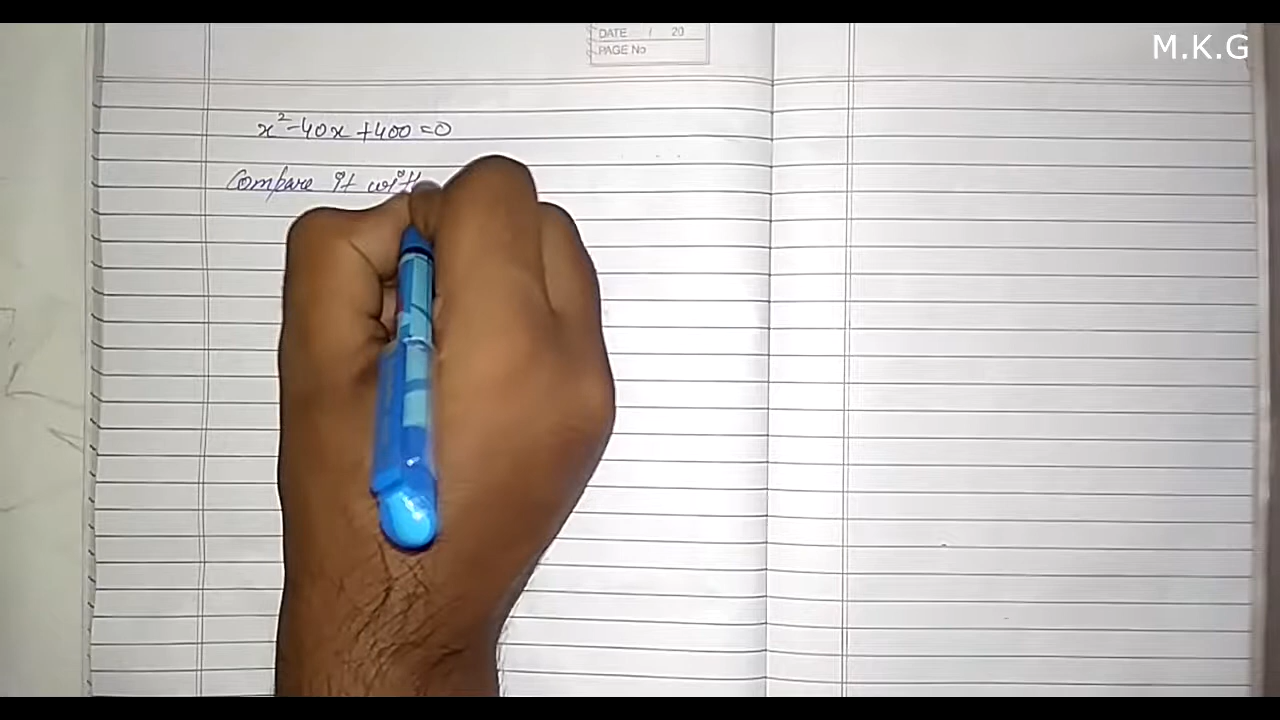 DATE / 20
PAGE No
M.K.G
x²-40x+400=0
Compare it with